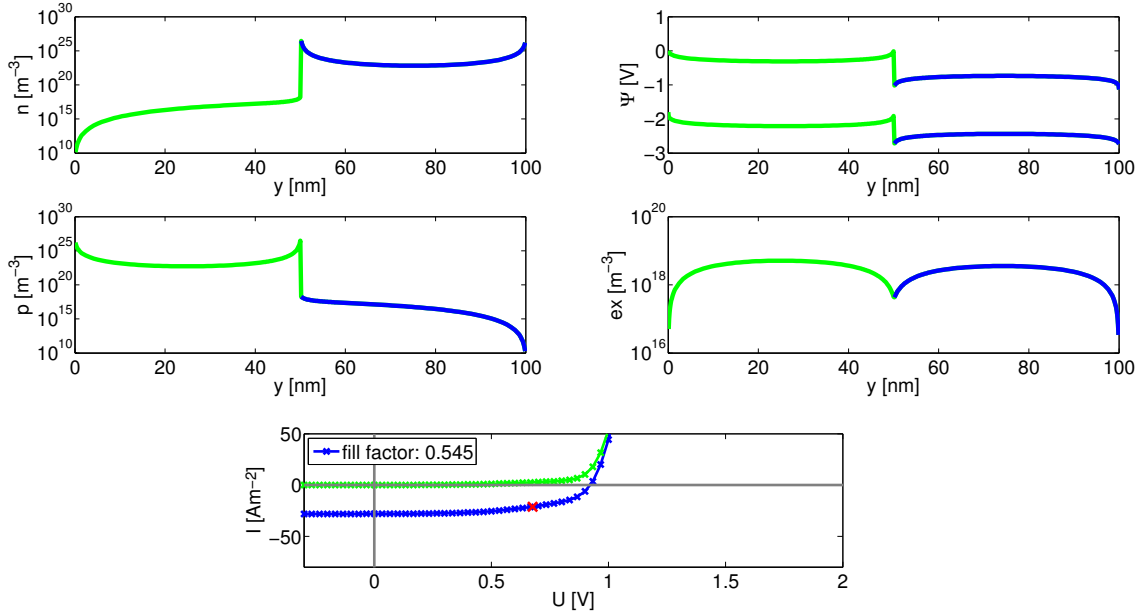 10^30
10^25
10^20
10^15
10^10
n [m^−3]
0 20 40 60 80 100
y [nm]
1
0
−1
−2
−3
Ψ [V]
0 20 40 60 80 100
y [nm]
10^30
10^25
10^20
10^15
10^10
p [m^−3]
0 20 40 60 80 100
y [nm]
10^20
10^18
10^16
ex [m^−3]
0 20 40 60 80 100
y [nm]
50
0
−50
I [Am−2]
fill factor: 0.545
0 0.5 1 1.5 2
U [V]